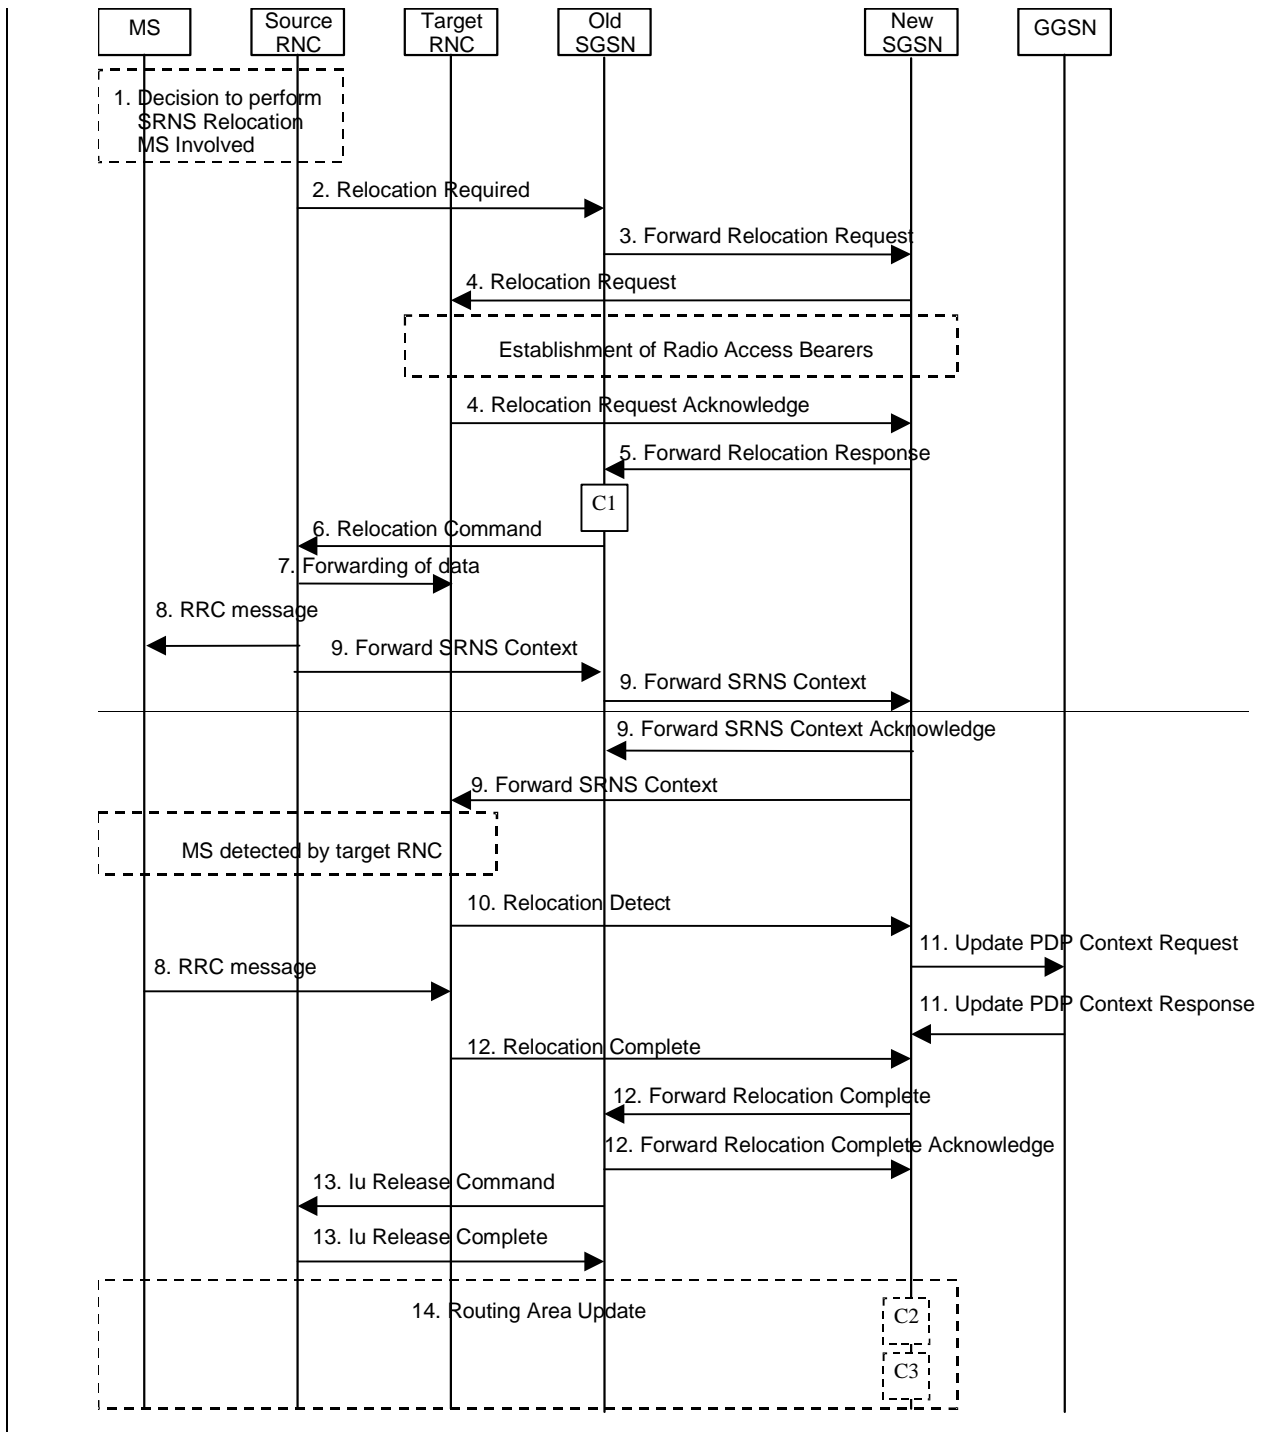 MS
Source
RNC
Target
RNC
Old
SGSN
New
SGSN
GGSN
1. Decision to perform
SRNS Relocation
MS Involved
2. Relocation Required
3. Forward Relocation Request
4. Relocation Request
Establishment of Radio Access Bearers
4. Relocation Request Acknowledge
5. Forward Relocation Response
C1
6. Relocation Command
7. Forwarding of data
8. RRC message
9. Forward SRNS Context
9. Forward SRNS Context
9. Forward SRNS Context Acknowledge
9. Forward SRNS Context
MS detected by target RNC
10. Relocation Detect
11. Update PDP Context Request
8. RRC message
11. Update PDP Context Response
12. Relocation Complete
12. Forward Relocation Complete
12. Forward Relocation Complete Acknowledge
13. Iu Release Command
13. Iu Release Complete
14. Routing Area Update
C2
C3